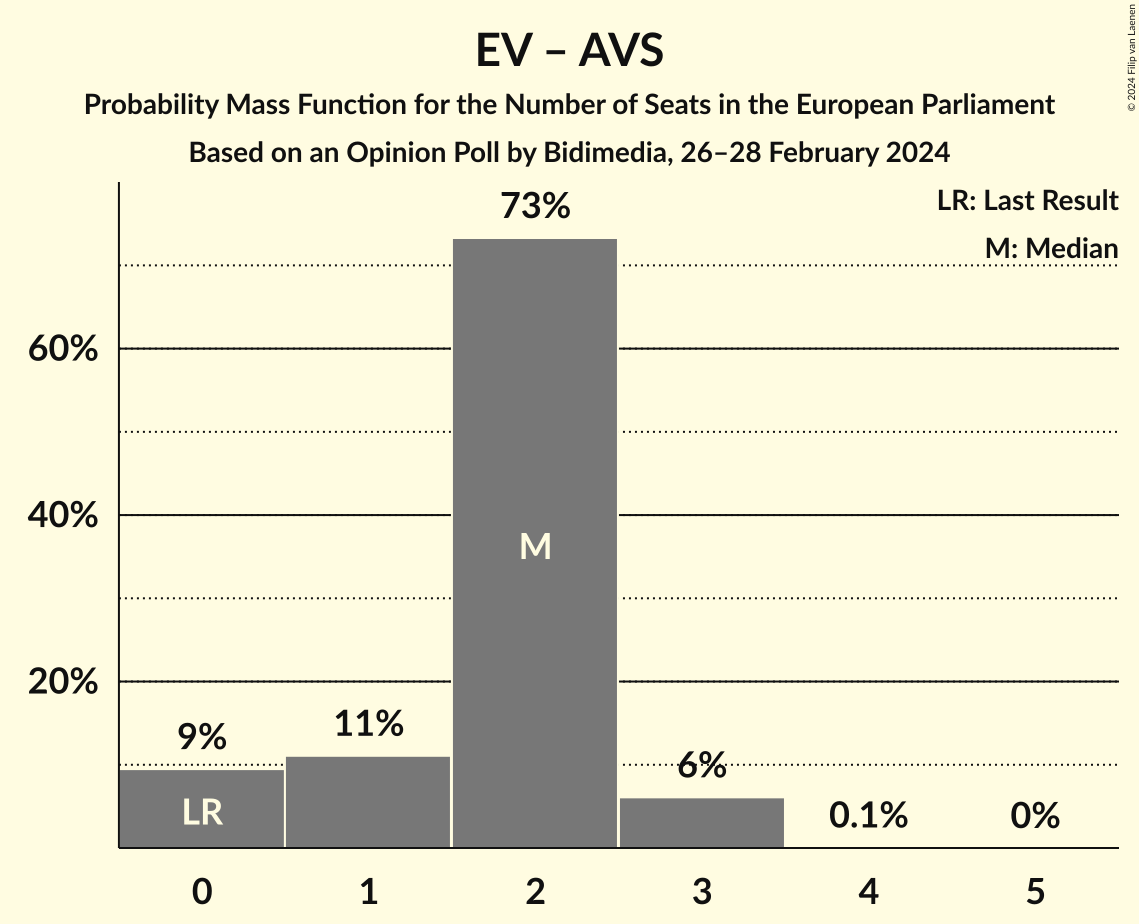 EV – AVS
Probability Mass Function for the Number of Seats in the European Parliament
Based on an Opinion Poll by Bidimedia, 26–28 February 2024
© 2024 Filip van Laenen
LR: Last Result
M: Median
73%
60%
40%
M
20%
9%
11%
6%
LR
0.1%
0%
0 1 2 3 4 5